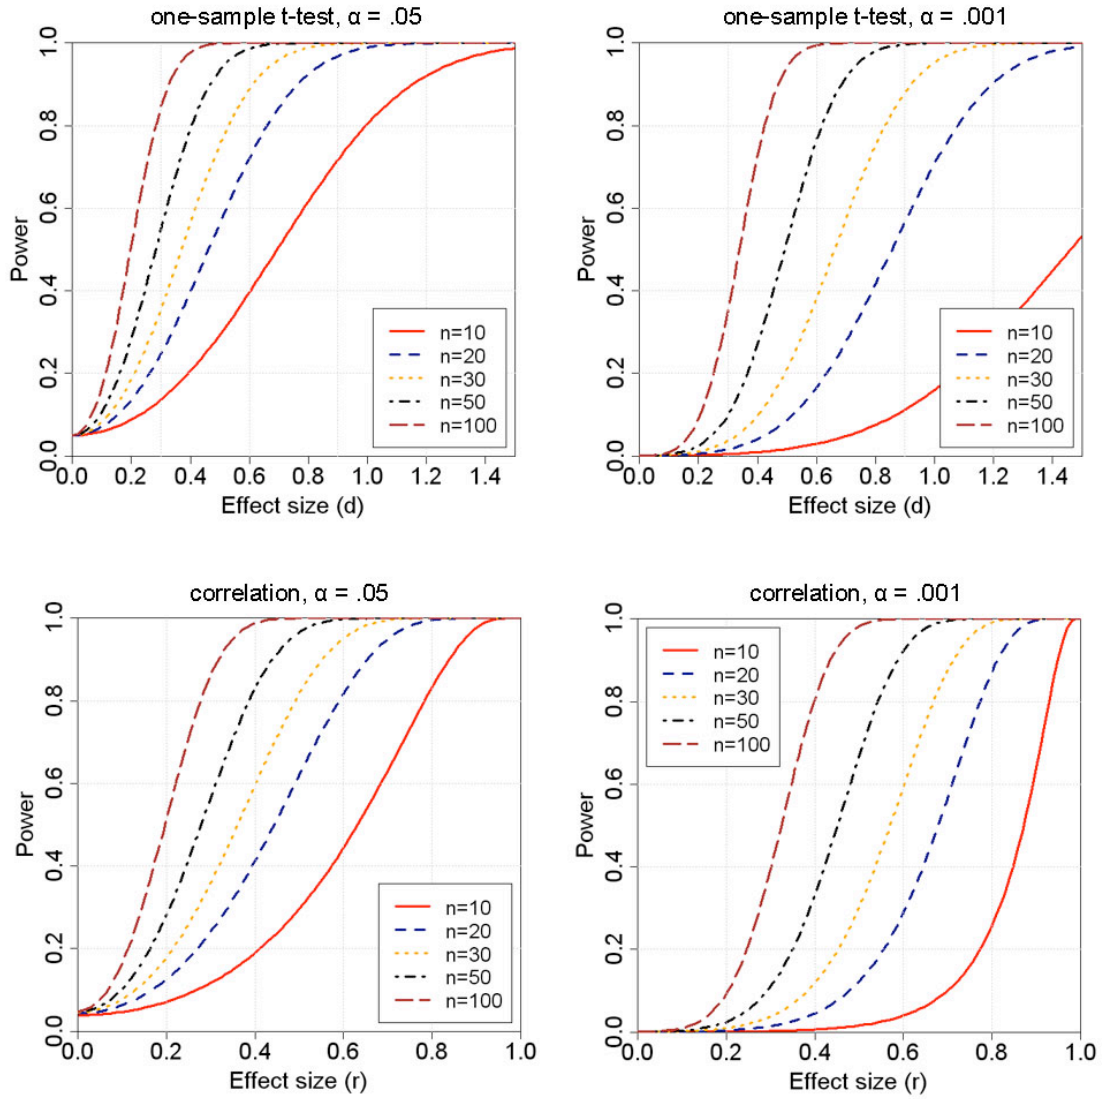 one-sample t-test, α = .05
Power
0.0 0.2 0.4 0.6 0.8 1.0
n=10
n=20
n=30
n=50
n=100
0.0 0.2 0.4 0.6 0.8 1.0 1.2 1.4
Effect size (d)
one-sample t-test, α = .001
Power
0.0 0.2 0.4 0.6 0.8 1.0
n=10
n=20
n=30
n=50
n=100
0.0 0.2 0.4 0.6 0.8 1.0 1.2 1.4
Effect size (d)
correlation, α = .05
Power
0.0 0.2 0.4 0.6 0.8 1.0
n=10
n=20
n=30
n=50
n=100
0.0 0.2 0.4 0.6 0.8 1.0
Effect size (r)
correlation, α = .001
Power
0.0 0.2 0.4 0.6 0.8 1.0
n=10
n=20
n=30
n=50
n=100
0.0 0.2 0.4 0.6 0.8 1.0
Effect size (r)